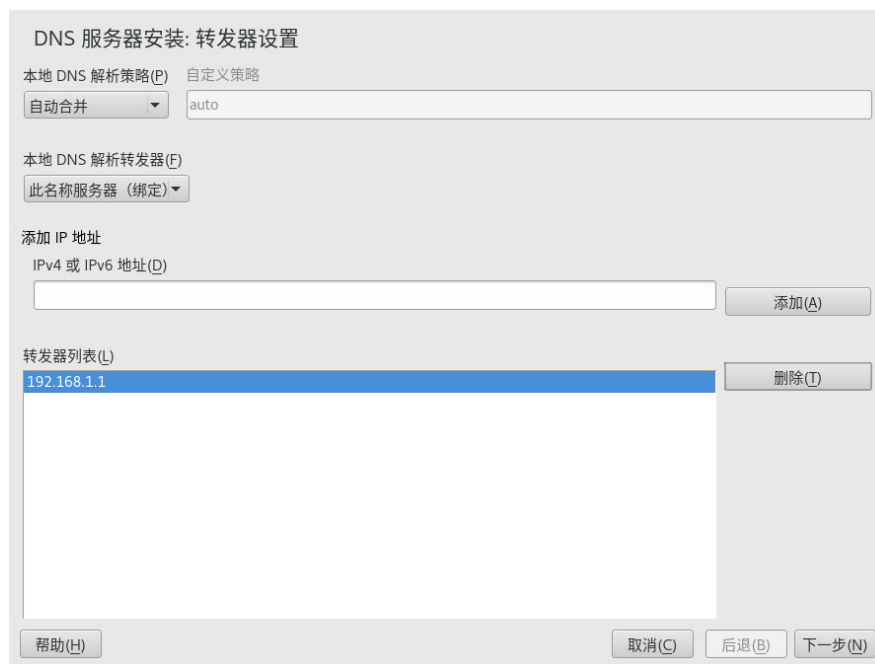 DNS 服务器安装: 转发器设置
本地 DNS 解析策略(P) 自定义策略
自动合并 auto
本地 DNS 解析转发器(F)
此名称服务器（绑定）
添加 IP 地址
IPv4 或 IPv6 地址(D)
添加(A)
转发器列表(L)
192.168.1.1 删除(T)
帮助(H) 取消(C) 后退(B) 下一步(N)